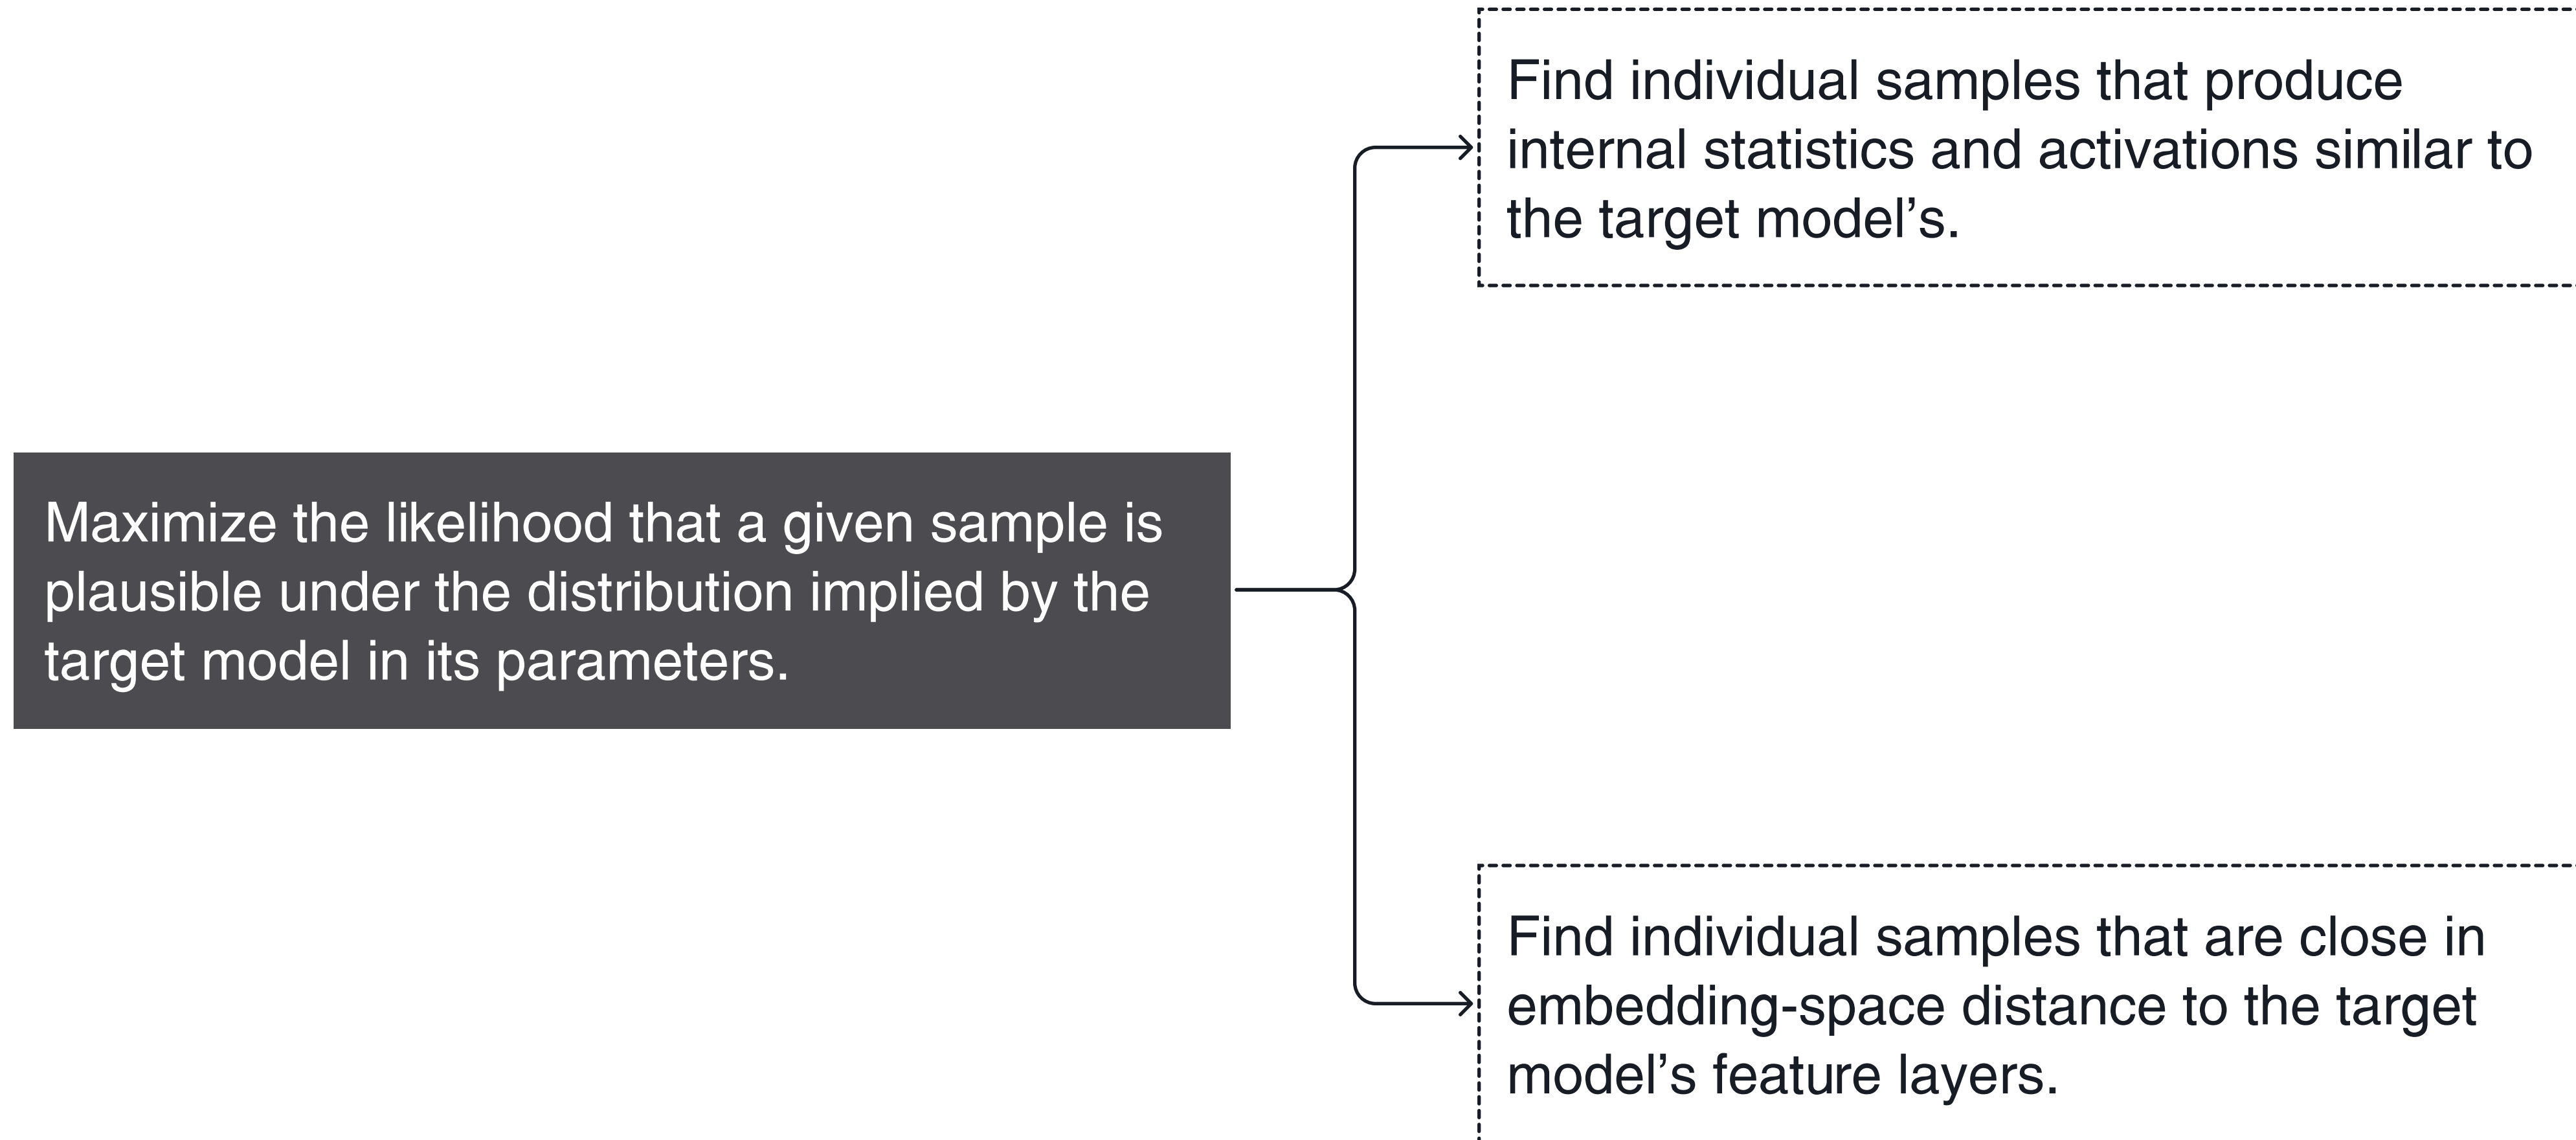 Find individual samples that produce
internal statistics and activations similar to
the target model’s.
Maximize the likelihood that a given sample is
plausible under the distribution implied by the
target model in its parameters.
Find individual samples that are close in
embedding-space distance to the target
model’s feature layers.